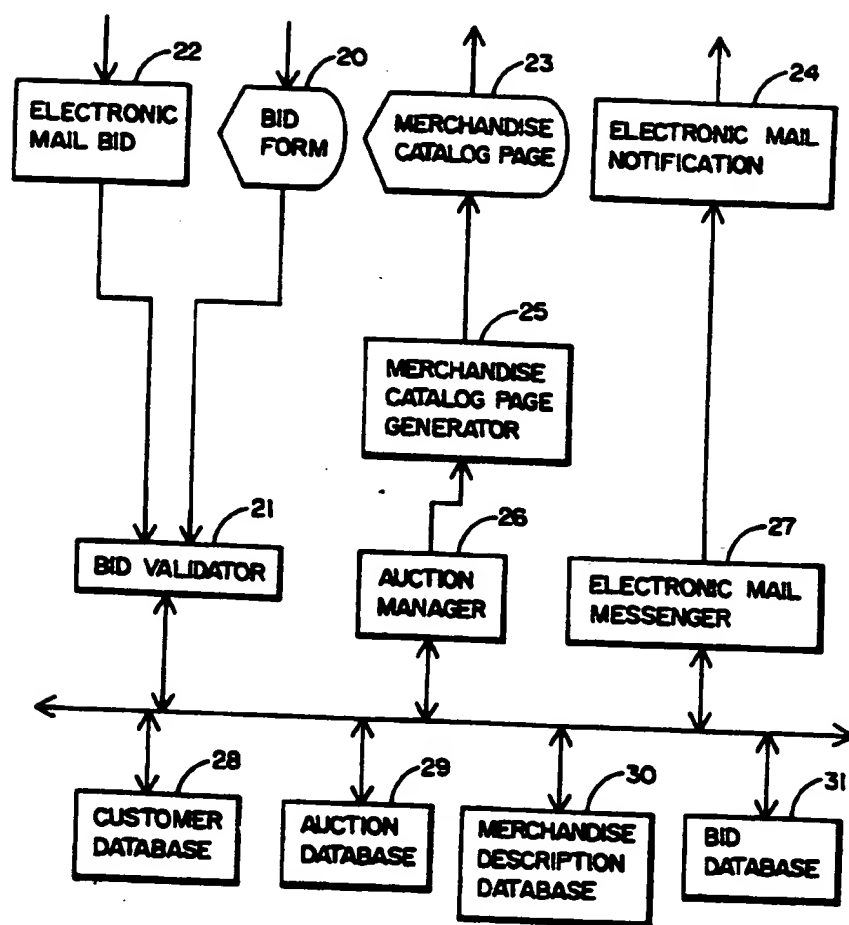 22
ELECTRONIC
MAIL BID
20
BID
FORM
23
MERCHANDISE
CATALOG PAGE
24
ELECTRONIC MAIL
NOTIFICATION
25
MERCHANDISE
CATALOG PAGE
GENERATOR
21
BID VALIDATOR
26
AUCTION
MANAGER
27
ELECTRONIC MAIL
MESSENGER
28
CUSTOMER
DATABASE
29
AUCTION
DATABASE
30
MERCHANDISE
DESCRIPTION
DATABASE
31
BID
DATABASE